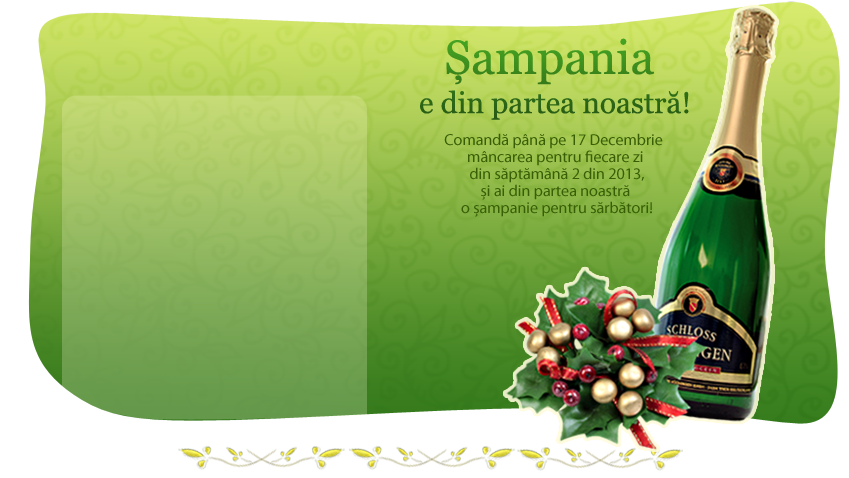 Șampania
e din partea noastră!
Comandă până pe 17 Decembrie
mâncarea pentru fiecare zi
din săptămână 2 din 2013,
și ai din partea noastră
o șampanie pentru sărbători!
SCHLOSS
GEN